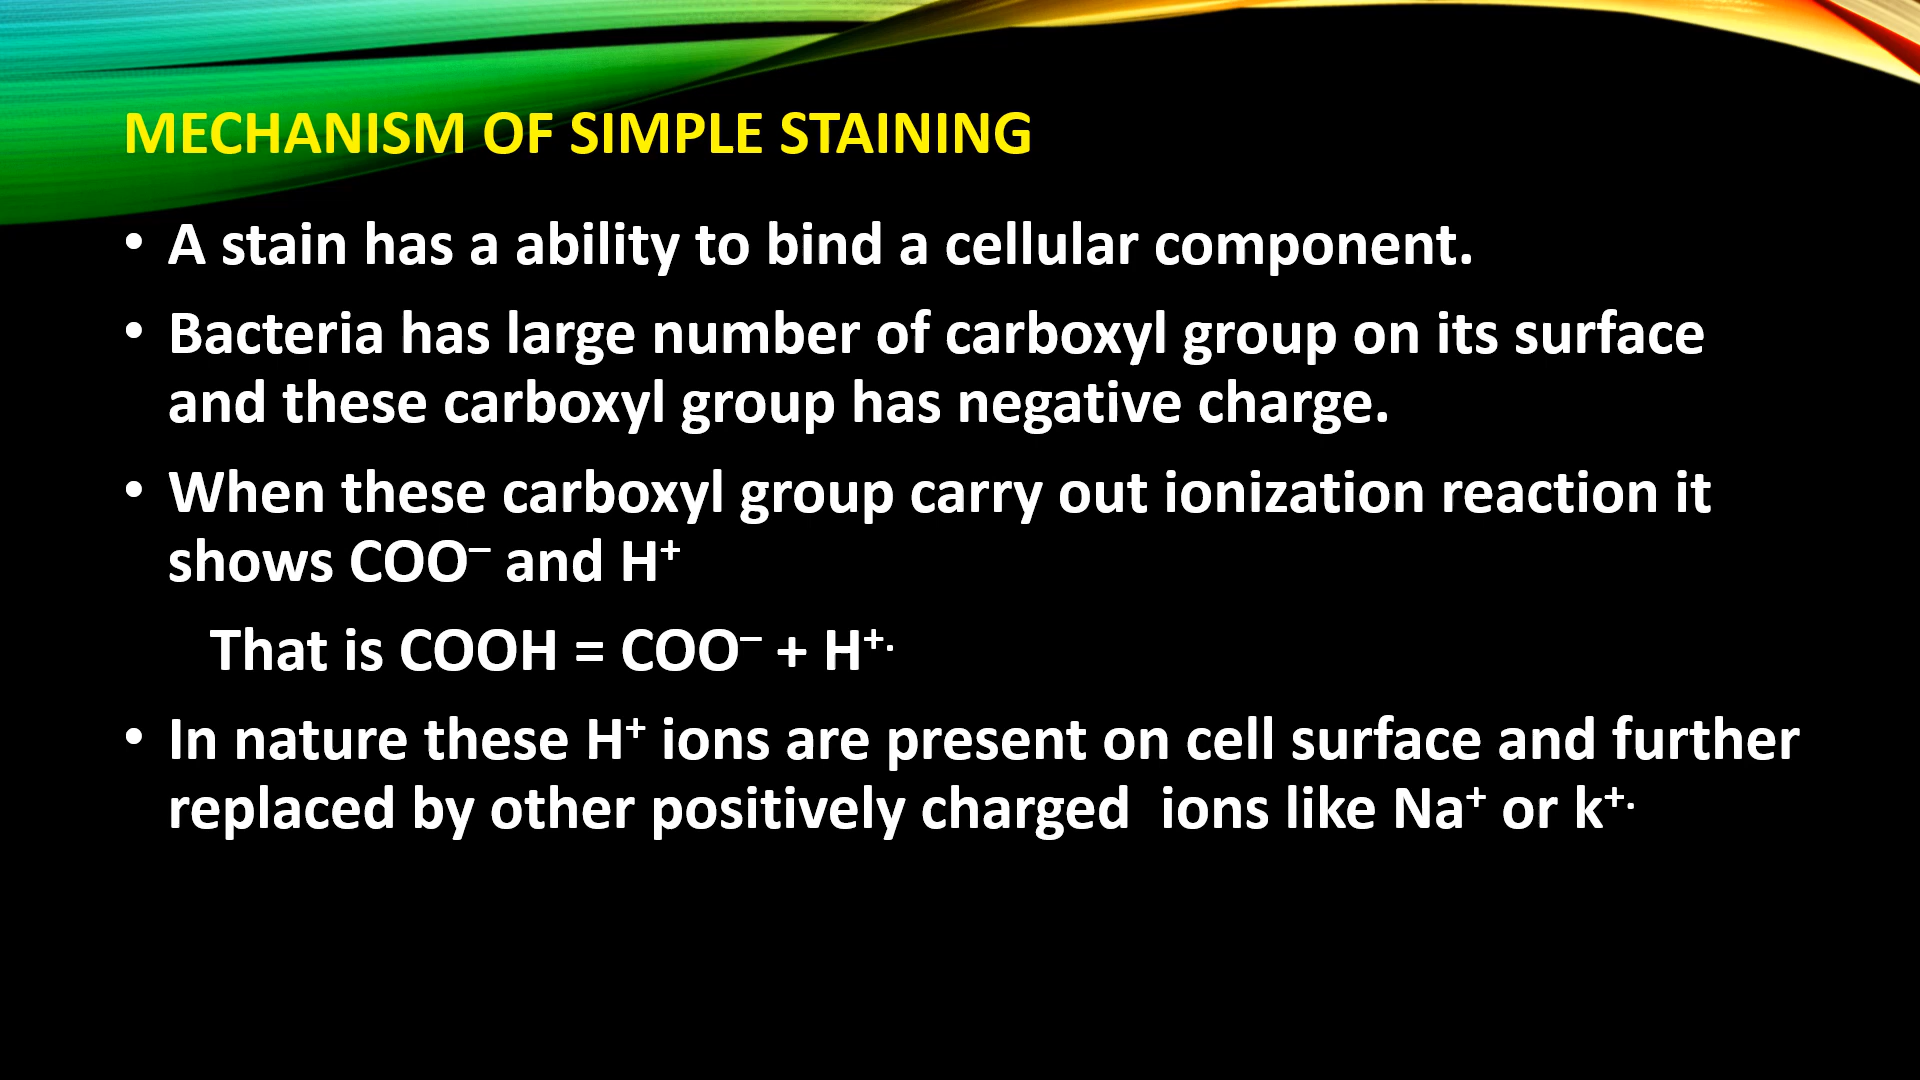 MECHANISM OF SIMPLE STAINING
• A stain has a ability to bind a cellular component.
• Bacteria has large number of carboxyl group on its surface
and these carboxyl group has negative charge.
• When these carboxyl group carry out ionization reaction it
shows COO⁻ and H⁺
That is COOH = COO⁻ + H⁺·
• In nature these H⁺ ions are present on cell surface and further
replaced by other positively charged  ions like Na⁺ or k⁺·